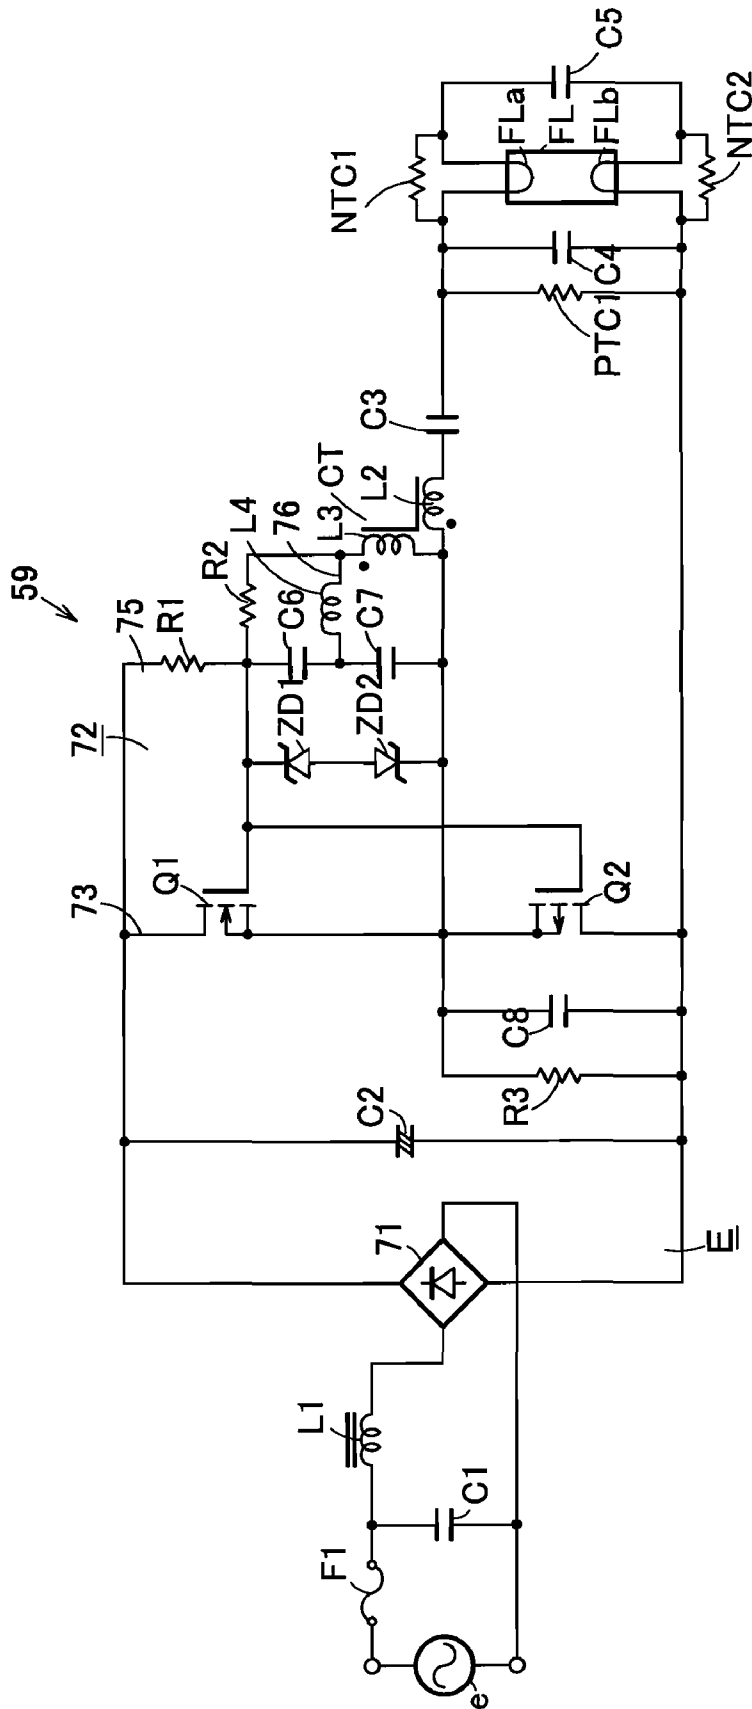 59
e
F1
C1
L1
71
E
C2
R3
C8
73
Q1
Q2
72
75
R1
ZD1
ZD2
R2
C6
C7
L4
76
L3
CT
L2
C3
PTC1
C4
NTC1
FLa
FL
FLb
NTC2
C5